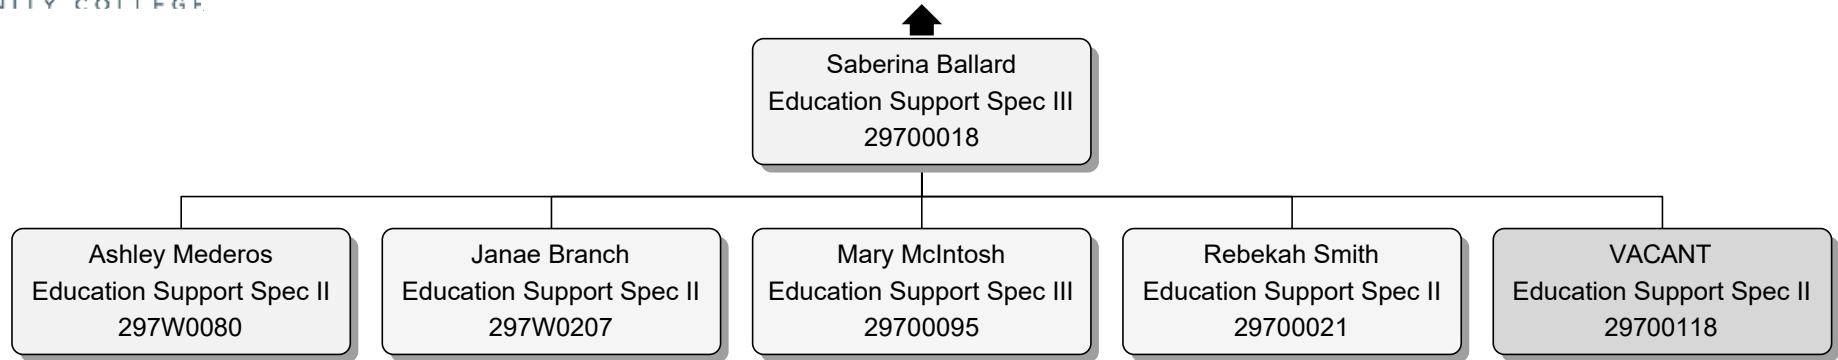 COLLEGE
Saberina Ballard
Education Support Spec III
29700018
Ashley Mederos
Education Support Spec II
297W0080
Janae Branch
Education Support Spec II
297W0207
Mary McIntosh
Education Support Spec III
29700095
Rebekah Smith
Education Support Spec II
29700021
VACANT
Education Support Spec II
29700118